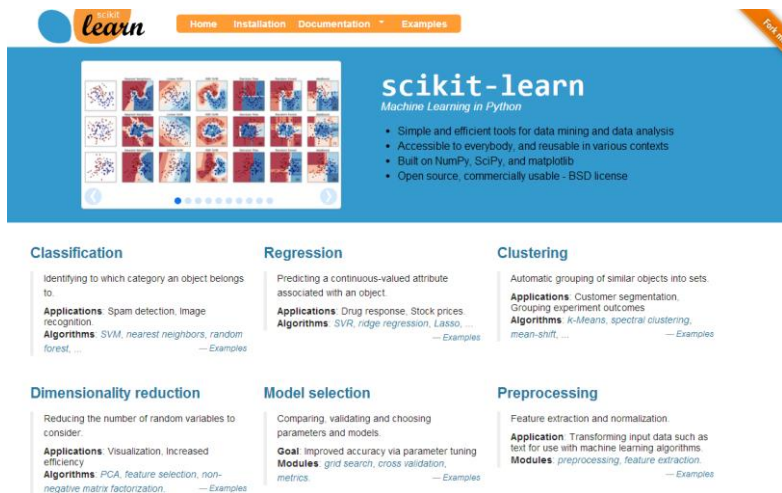 scikit
learn
Home Installation Documentation Examples
Fork me
scikit-learn
Machine Learning in Python
Simple and efficient tools for data mining and data analysis
Accessible to everybody, and reusable in various contexts
Built on NumPy, SciPy, and matplotlib
Open source, commercially usable - BSD license
Classification
Identifying to which category an object belongs
to.
Applications: Spam detection, Image
recognition.
Algorithms: SVM, nearest neighbors, random
forest, ... — Examples
Regression
Predicting a continuous-valued attribute
associated with an object.
Applications: Drug response, Stock prices.
Algorithms: SVR, ridge regression, Lasso, ...
— Examples
Clustering
Automatic grouping of similar objects into sets.
Applications: Customer segmentation,
Grouping experiment outcomes
Algorithms: k-Means, spectral clustering,
mean-shift, ... — Examples
Dimensionality reduction
Reducing the number of random variables to
consider.
Applications: Visualization, Increased
efficiency
Algorithms: PCA, feature selection, non-
negative matrix factorization. — Examples
Model selection
Comparing, validating and choosing
parameters and models.
Goal: Improved accuracy via parameter tuning
Modules: grid search, cross validation,
metrics. — Examples
Preprocessing
Feature extraction and normalization.
Application: Transforming input data such as
text for use with machine learning algorithms.
Modules: preprocessing, feature extraction.
— Examples